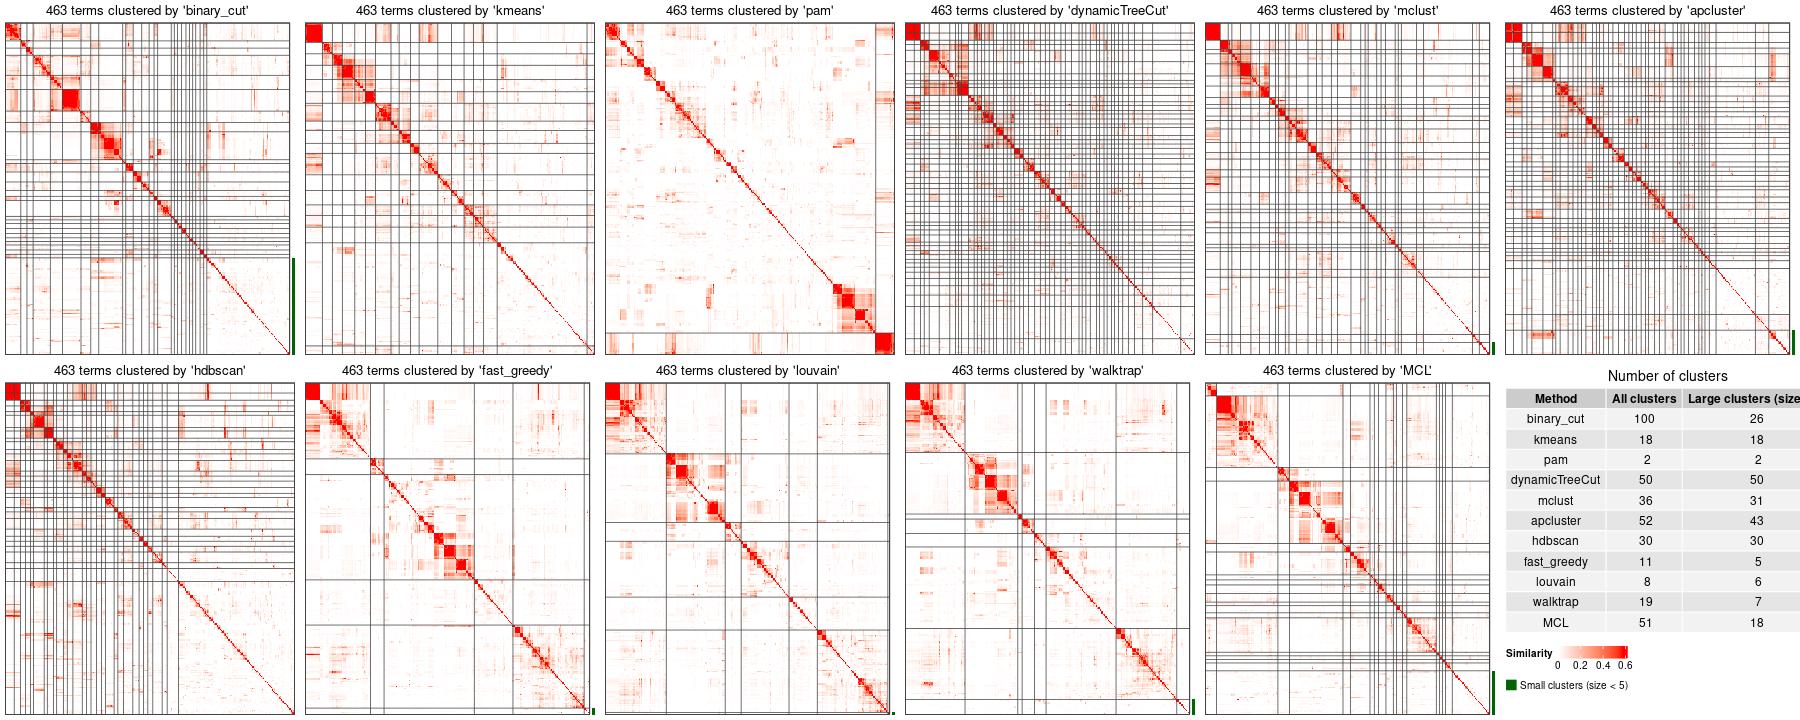 463 terms clustered by 'binary_cut'
463 terms clustered by 'kmeans'
463 terms clustered by 'pam'
463 terms clustered by 'dynamicTreeCut'
463 terms clustered by 'mclust'
463 terms clustered by 'apcluster'
463 terms clustered by 'hdbscan'
463 terms clustered by 'fast_greedy'
463 terms clustered by 'louvain'
463 terms clustered by 'walktrap'
463 terms clustered by 'MCL'
Number of clusters
Method All clusters Large clusters (size
binary_cut 100 26
kmeans 18 18
pam 2 2
dynamicTreeCut 50 50
mclust 36 31
apcluster 52 43
hdbscan 30 30
fast_greedy 11 5
louvain 8 6
walktrap 19 7
MCL 51 18
Similarity
0 0.2 0.4 0.6
Small clusters (size < 5)